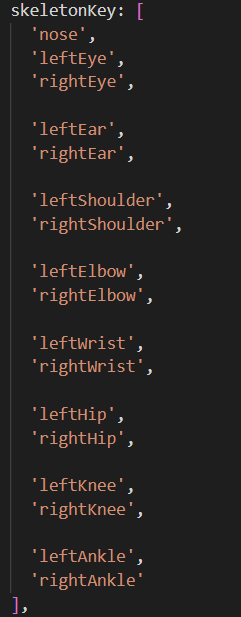 skeletonKey: [
'nose',
'leftEye',
'rightEye',
'leftEar',
'rightEar',
'leftShoulder',
'rightShoulder',
'leftElbow',
'rightElbow',
'leftWrist',
'rightWrist',
'leftHip',
'rightHip',
'leftKnee',
'rightKnee',
'leftAnkle',
'rightAnkle'
],